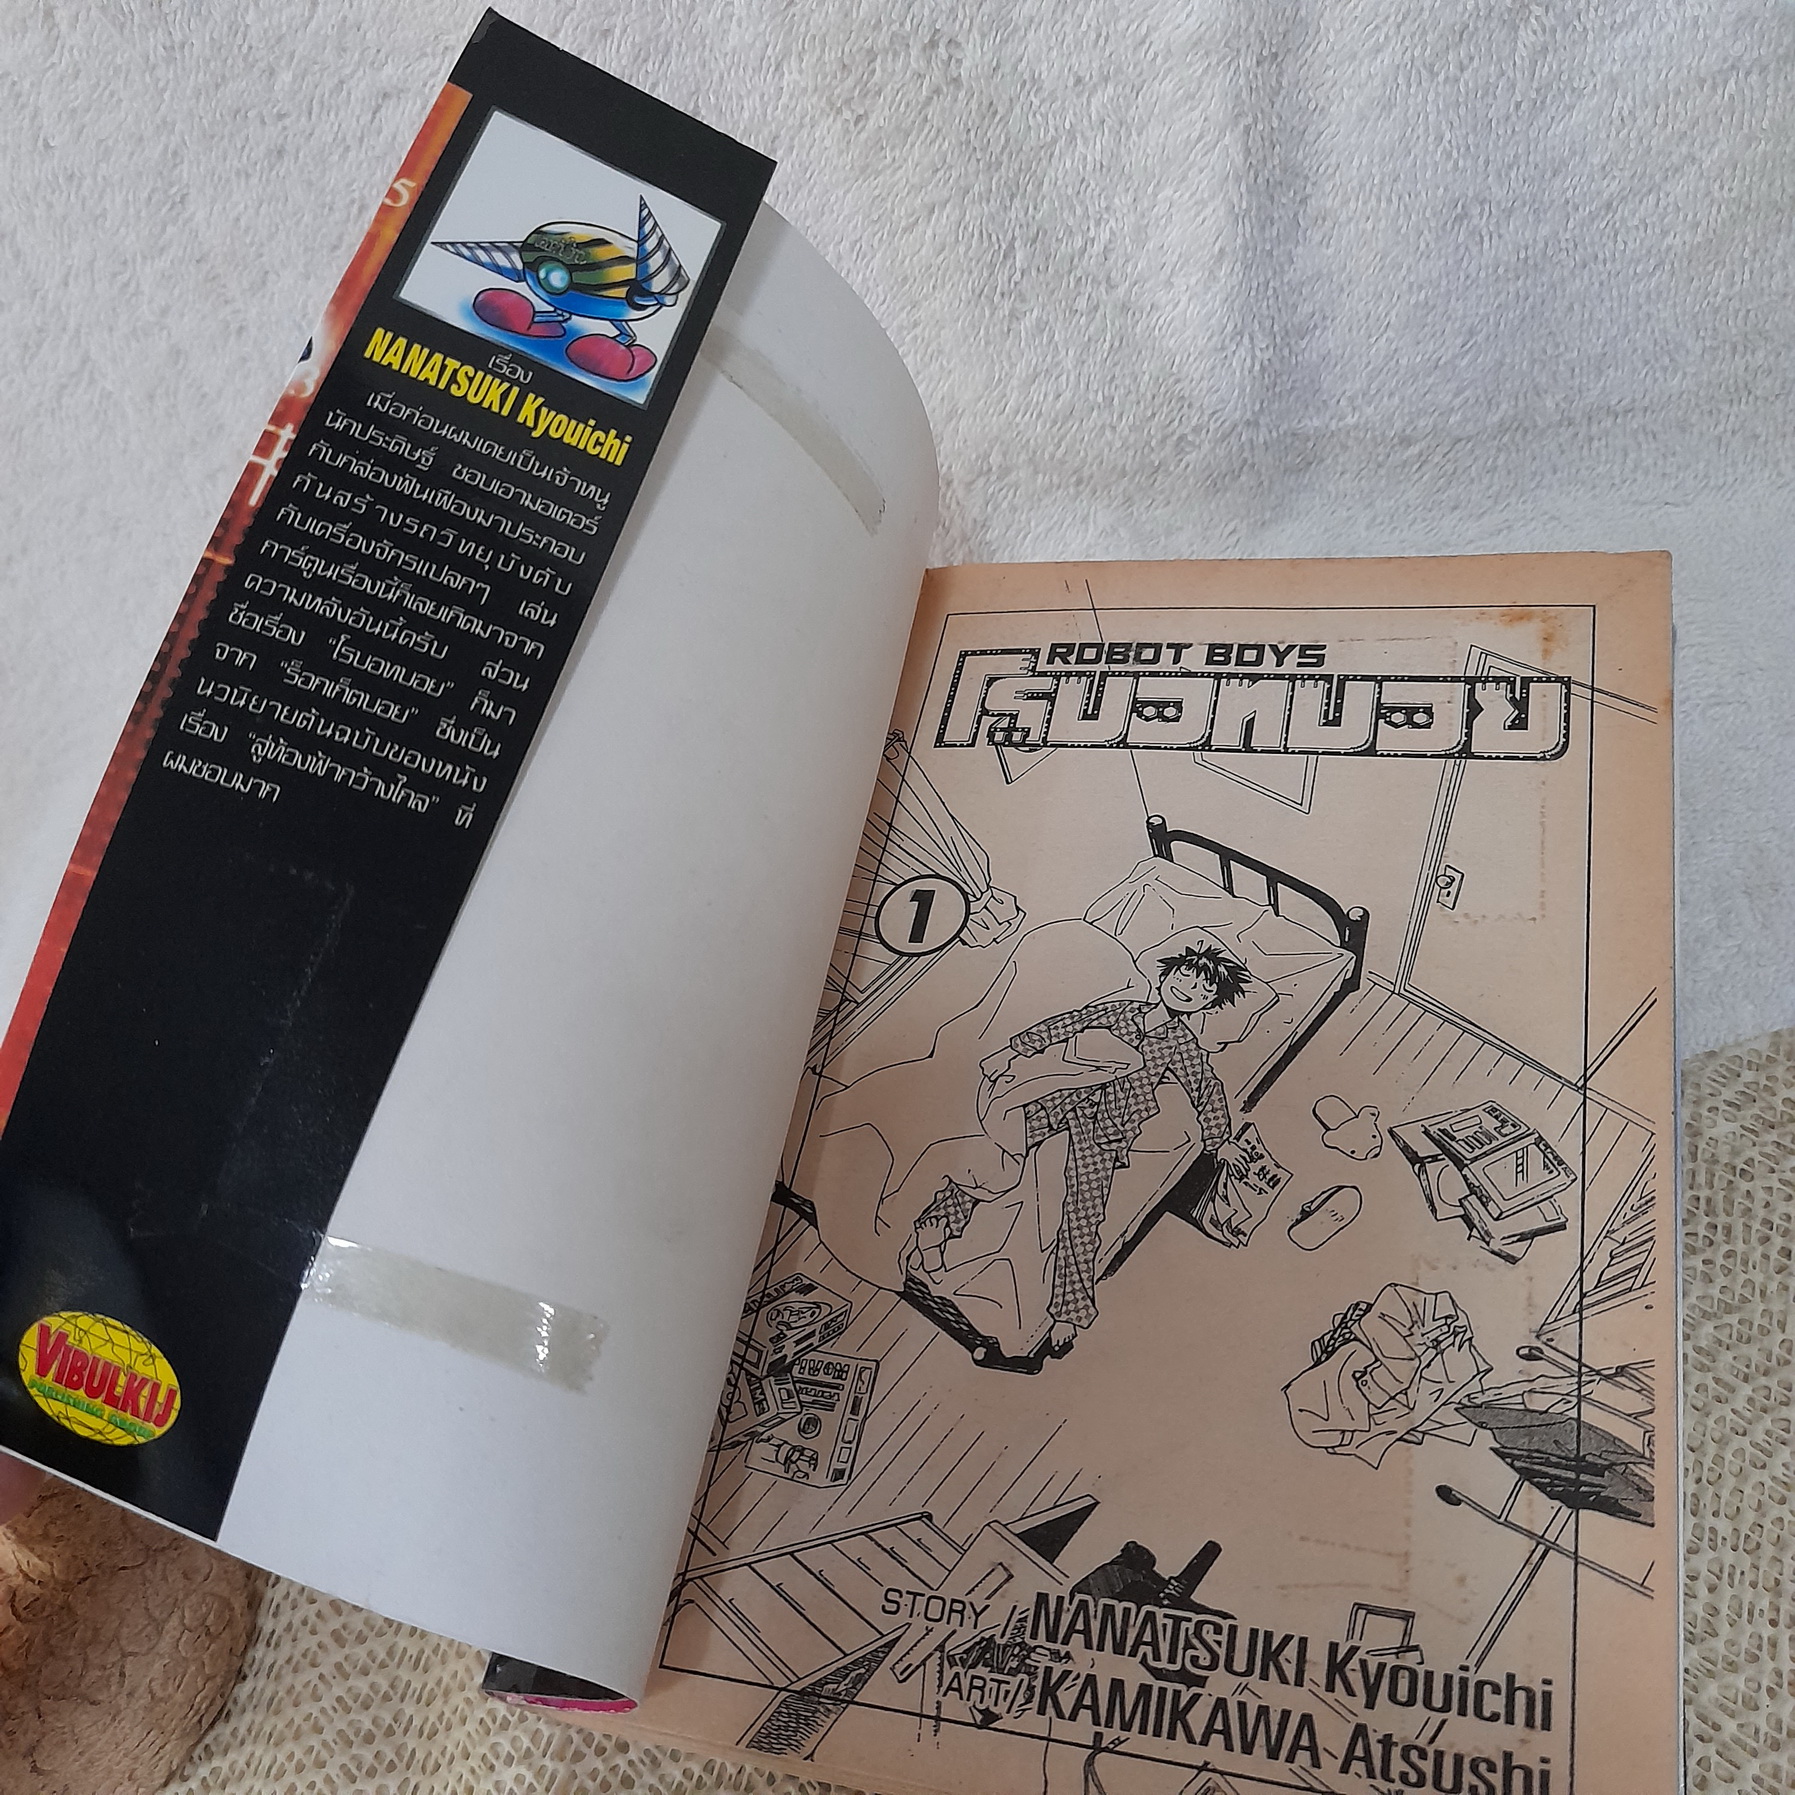 เรื่อง
NANATSUKI Kyouichi
เมื่อก่อนผมเคยเป็นเจ้าหนู
นักประดิษฐ์ ชอบเอามอเตอร์
กับกล่องฟันเฟืองมาประกอบ
กันสร้างรถวิทยุบังคับ
กับเครื่องจักรแปลกๆ เล่น
การ์ตูนเรื่องนี้ก็เลยเกิดมาจาก
ความหลังอันนี้ครับ ส่วน
ชื่อเรื่อง "โรบอทบอย" ก็มา
จาก "ร็อกเก็ตบอย" ซึ่งเป็น
นวนิยายต้นฉบับของหนัง
เรื่อง "สู่ท้องฟ้ากว้างไกล" ที่
ผมชอบมาก
VIBULKIJ
PUBLISHING GROUP
ROBOT BOYS
โรบอทบอย
1
STORY / NANATSUKI Kyouichi
ART / KAMIKAWA Atsushi